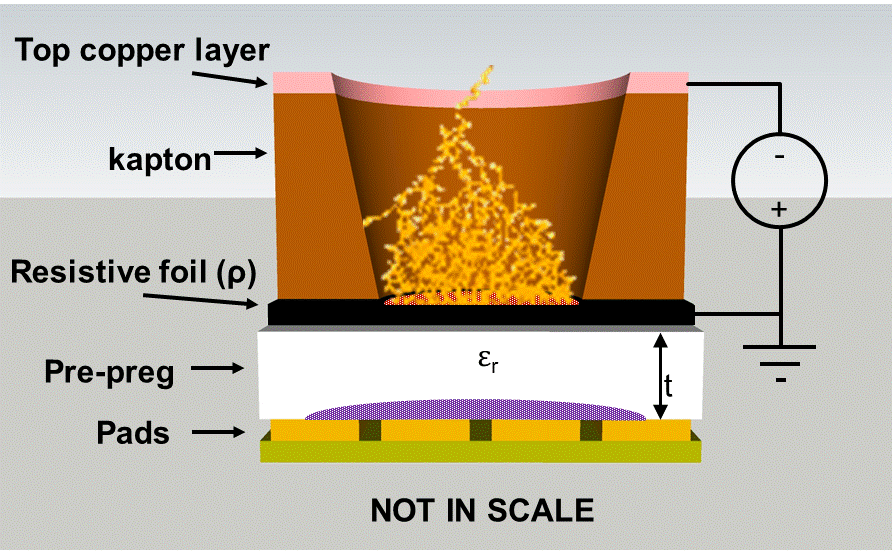 Top copper layer
kapton
-
+
Resistive foil (ρ)
εr
t
Pre-preg
Pads
NOT IN SCALE